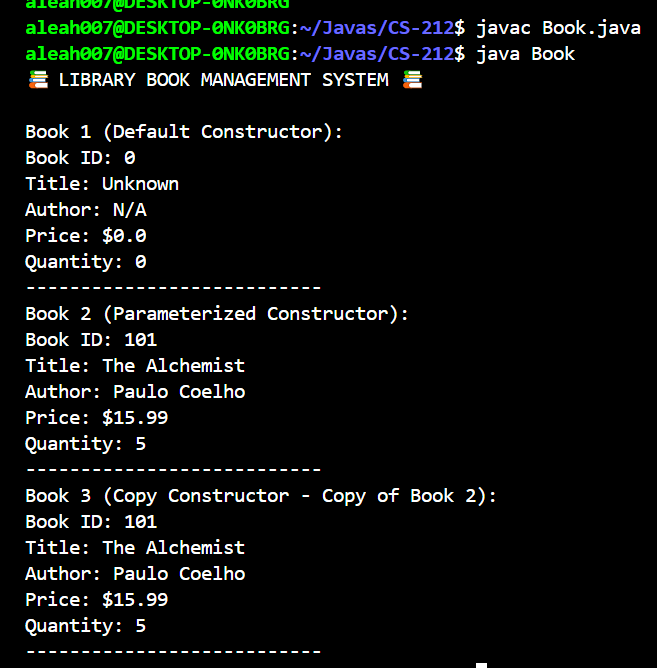 aleah007@DESKTOP-0NK0BRG
aleah007@DESKTOP-0NK0BRG:~/Javas/CS-212$ javac Book.java
aleah007@DESKTOP-0NK0BRG:~/Javas/CS-212$ java Book
📚 LIBRARY BOOK MANAGEMENT SYSTEM 📚
Book 1 (Default Constructor):
Book ID: 0
Title: Unknown
Author: N/A
Price: $0.0
Quantity: 0
---------------------------
Book 2 (Parameterized Constructor):
Book ID: 101
Title: The Alchemist
Author: Paulo Coelho
Price: $15.99
Quantity: 5
---------------------------
Book 3 (Copy Constructor - Copy of Book 2):
Book ID: 101
Title: The Alchemist
Author: Paulo Coelho
Price: $15.99
Quantity: 5
---------------------------